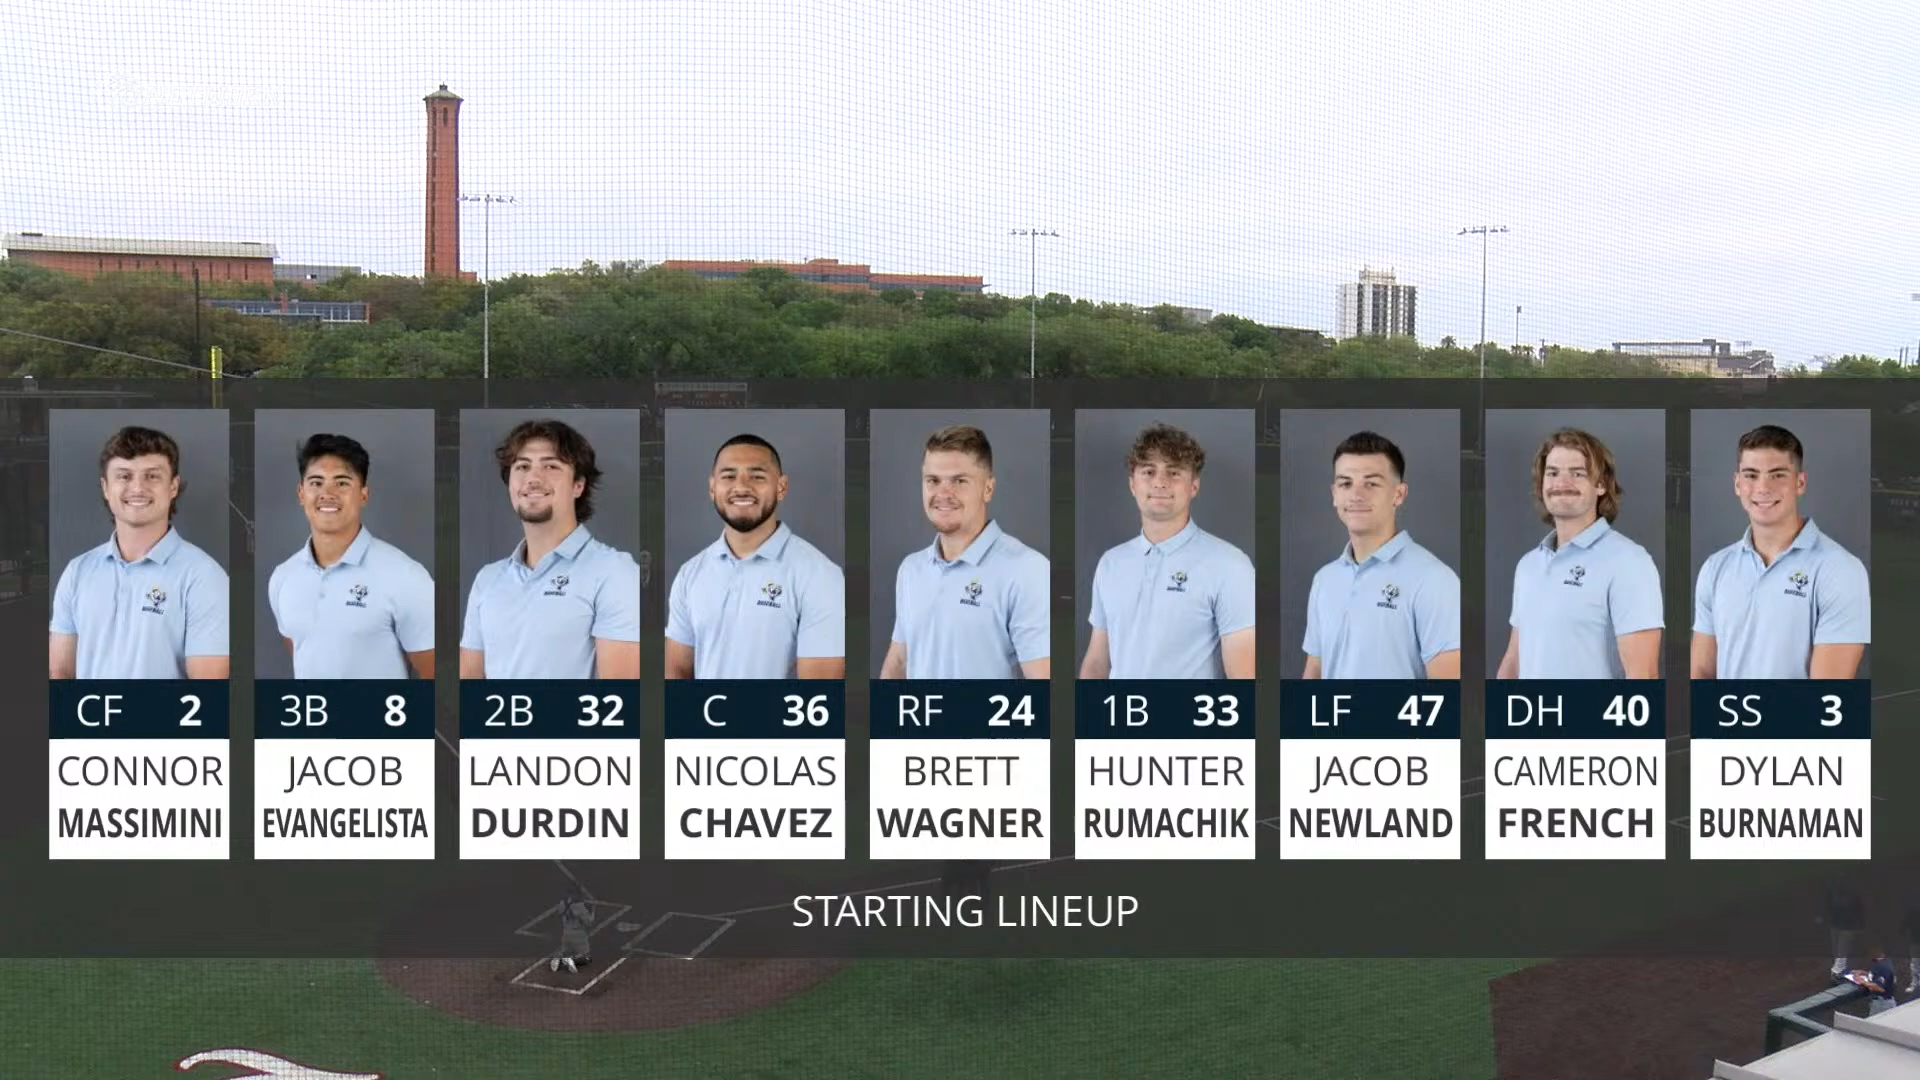 CF 2
CONNOR
MASSIMINI
3B 8
JACOB
EVANGELISTA
2B 32
LANDON
DURDIN
C 36
NICOLAS
CHAVEZ
RF 24
BRETT
WAGNER
1B 33
HUNTER
RUMACHIK
LF 47
JACOB
NEWLAND
DH 40
CAMERON
FRENCH
SS 3
DYLAN
BURNAMAN
STARTING LINEUP